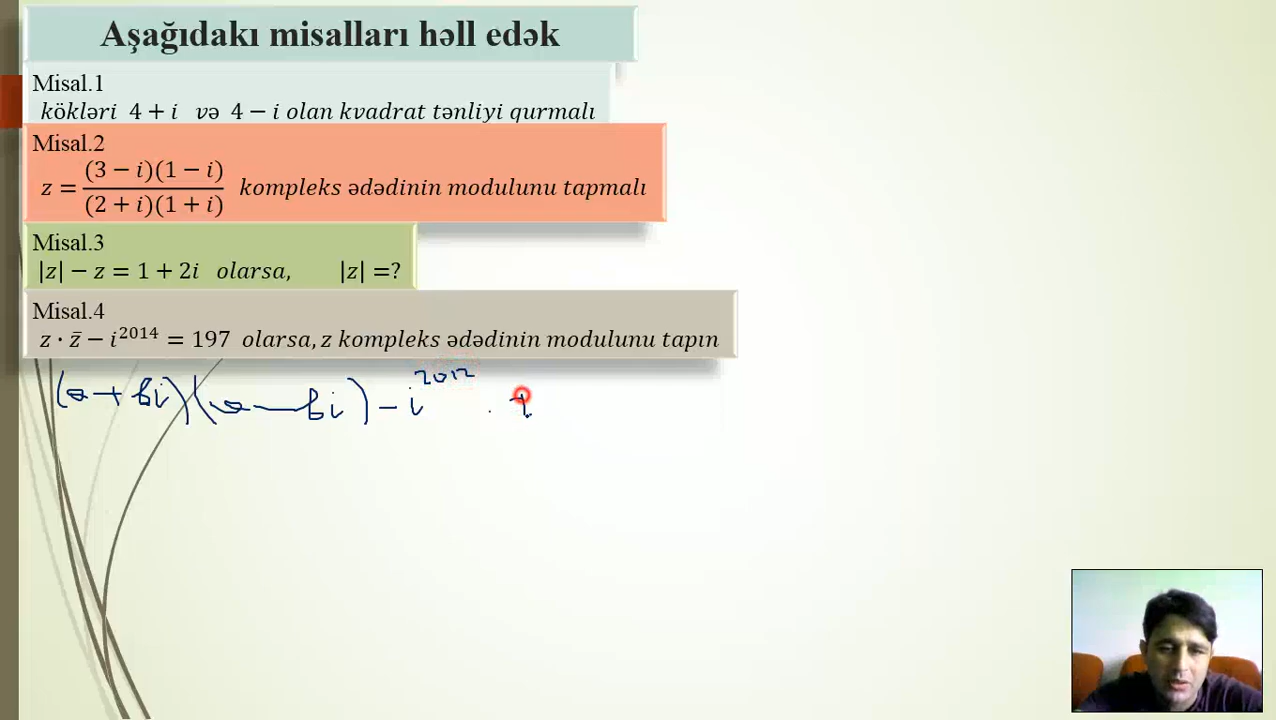 Aşağıdakı misalları həll edək
Misal.1
kökləri 4 + i və 4 − i olan kvadrat tənliyi qurmalı
Misal.2
z = (3 − i)(1 − i) / (2 + i)(1 + i) kompleks ədədinin modulunu tapmalı
Misal.3
|z| − z = 1 + 2i olarsa, |z| =?
Misal.4
z · z̄ − i²⁰¹⁴ = 197 olarsa, z kompleks ədədinin modulunu tapın
(a + bi)(a − bi) − i²⁰¹² ·